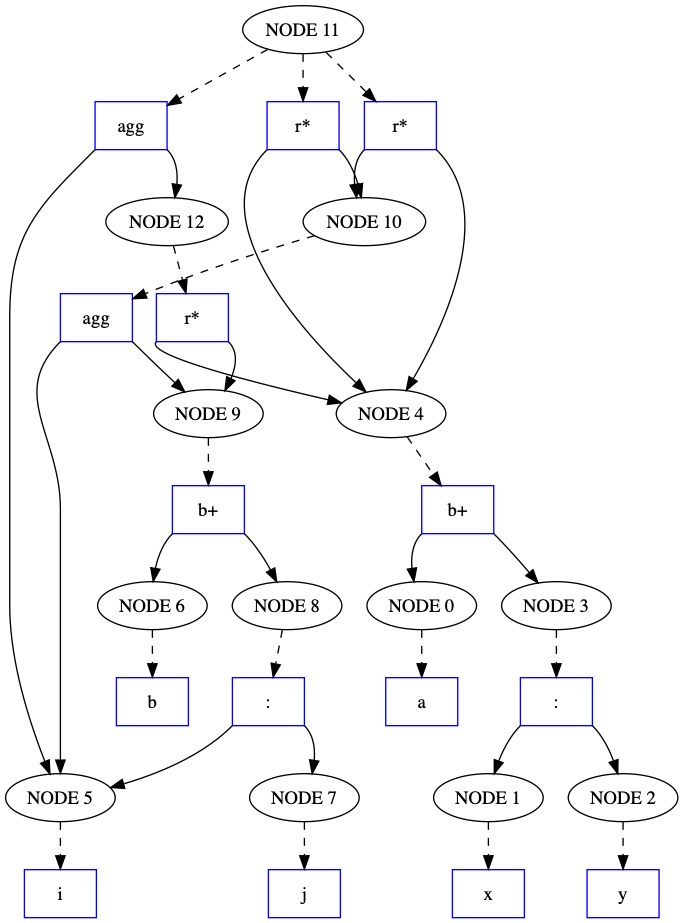 NODE 11
agg
r*
r*
NODE 12
NODE 10
agg
r*
NODE 9
NODE 4
b+
b+
NODE 6
NODE 8
NODE 0
NODE 3
b
:
a
:
NODE 5
NODE 7
NODE 1
NODE 2
i
j
x
y